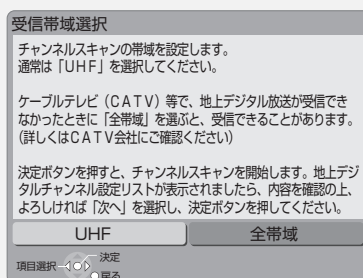 受信帯域選択
チャンネルスキャンの帯域を設定します。
通常は「UHF」を選択してください。
ケーブルテレビ（CATV）等で、地上デジタル放送が受信でき
なかったときに「全帯域」を選ぶと、受信できることがあります。
(詳しくはCATV会社にご確認ください)
決定ボタンを押すと、チャンネルスキャンを開始します。地上デジ
タルチャンネル設定リストが表示されましたら、内容を確認の上、
よろしければ「次へ」を選択し、決定ボタンを押してください。
UHF 全帯域
決定
項目選択
戻る